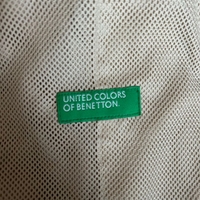 UNITED COLORS
OF BENETTON.